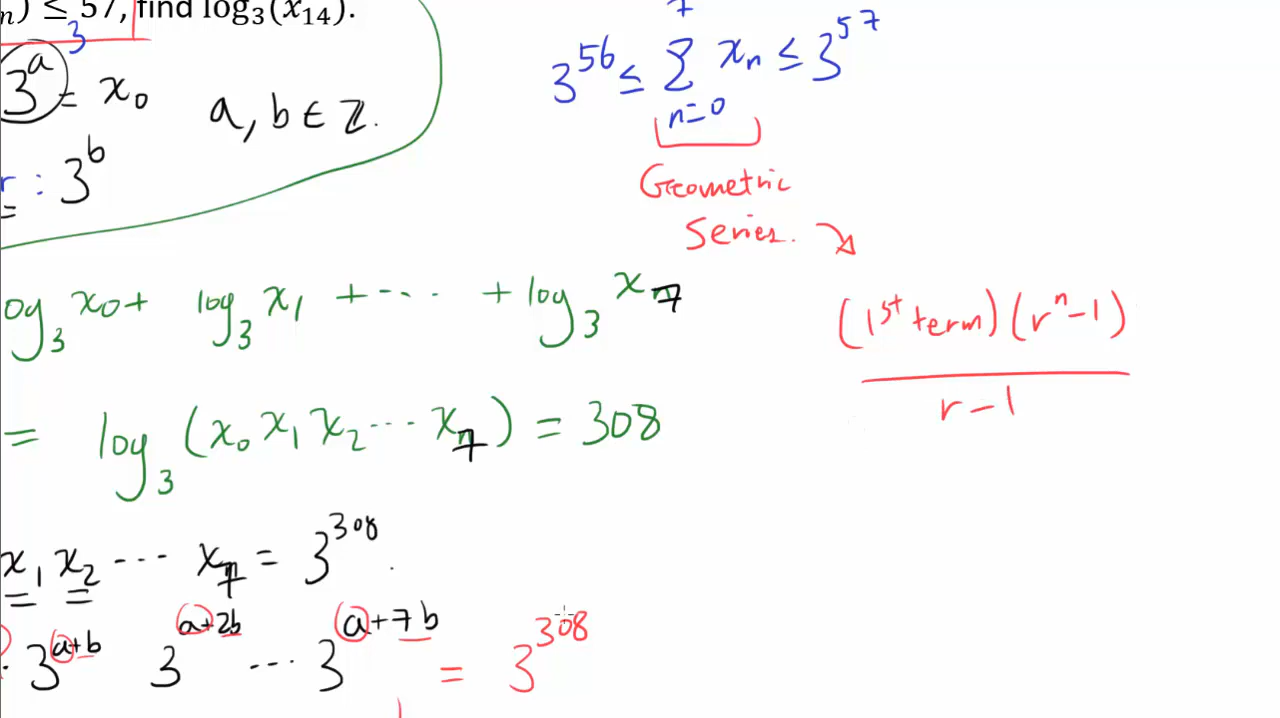 n) ≤ 57, find log₃(x₁₄).
3
3^a = x₀ a, b ∈ ℤ.
r : 3^b
7
3^56 ≤ Σ xₙ ≤ 3^57
n=0
Geometric
Series.
(1st term)(r^n − 1)
r − 1
og₃ x₀ + log₃ x₁ + ··· + log₃ x₇
= log₃ (x₀ x₁ x₂ ··· x₇) = 308
x₁ x₂ ··· x₇ = 3^308.
· 3^(a+b) 3^(a+2b) ··· 3^(a+7b) = 3^308